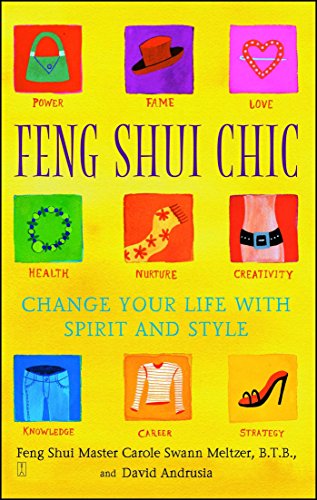 POWER
FAME
LOVE
FENG SHUI CHIC
HEALTH
NURTURE
CREATIVITY
CHANGE YOUR LIFE WITH
SPIRIT AND STYLE
KNOWLEDGE
CAREER
STRATEGY
Feng Shui Master Carole Swann Meltzer, B.T.B.,
and David Andrusia